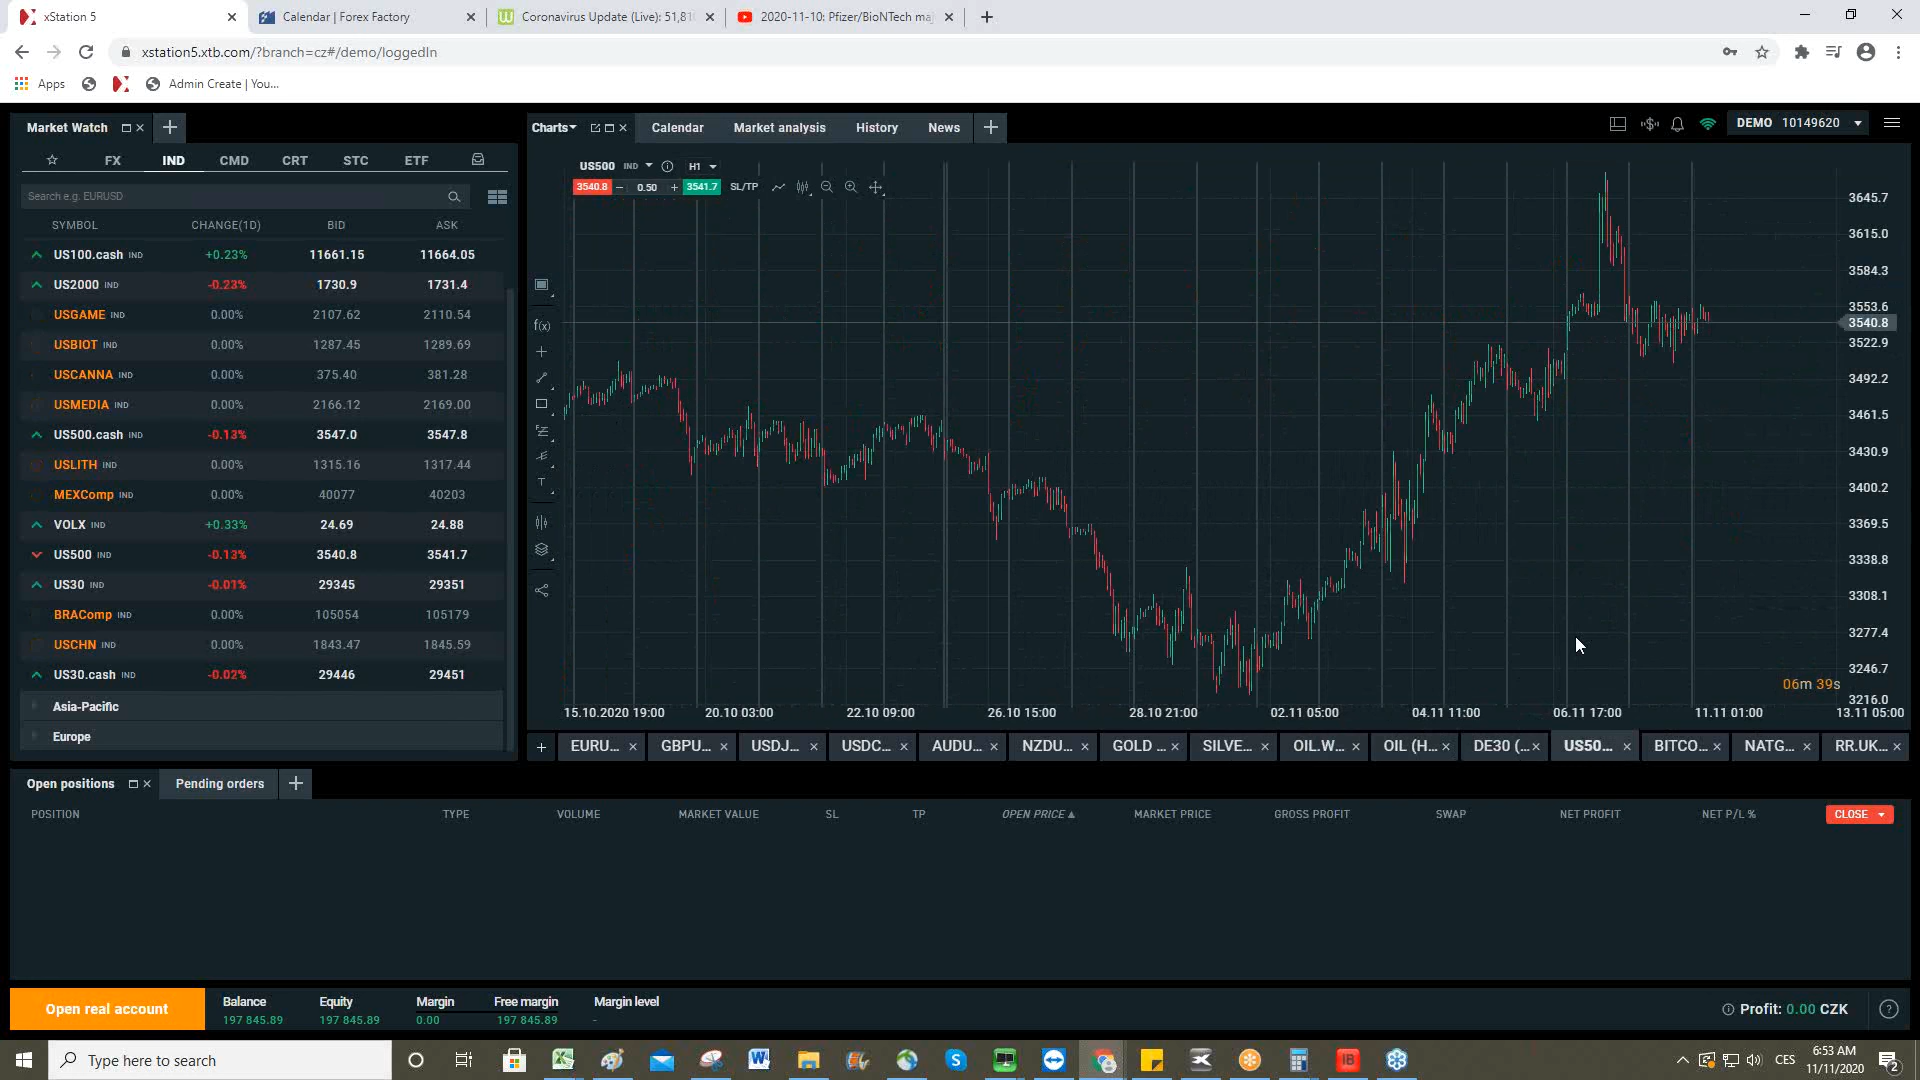 xStation 5
Calendar | Forex Factory
Coronavirus Update (Live): 51,81
2020-11-10: Pfizer/BioNTech ma
xstation5.xtb.com/?branch=cz#/demo/loggedIn
Apps
Admin Create | You...
Market Watch
Charts
Calendar
Market analysis
History
News
DEMO 10149620
FX IND CMD CRT STC ETF
Search e.g. EURUSD
SYMBOL CHANGE(1D) BID ASK
US100.cash IND +0.23% 11661.15 11664.05
US2000 IND -0.23% 1730.9 1731.4
USGAME IND 0.00% 2107.62 2110.54
USBIOT IND 0.00% 1287.45 1289.69
USCANNA IND 0.00% 375.40 381.28
USMEDIA IND 0.00% 2166.12 2169.00
US500.cash IND -0.13% 3547.0 3547.8
USLITH IND 0.00% 1315.16 1317.44
MEXComp IND 0.00% 40077 40203
VOLX IND +0.33% 24.69 24.88
US500 IND -0.13% 3540.8 3541.7
US30 IND -0.01% 29345 29351
BRAComp IND 0.00% 105054 105179
USCHN IND 0.00% 1843.47 1845.59
US30.cash IND -0.02% 29446 29451
Asia-Pacific
Europe
US500 IND H1
3540.8 − 0.50 + 3541.7 SL/TP
f(x)
T
3645.7
3615.0
3584.3
3553.6
3540.8
3522.9
3492.2
3461.5
3430.9
3400.2
3369.5
3338.8
3308.1
3277.4
3246.7
3216.0
06m 39s
15.10.2020 19:00 20.10 03:00 22.10 09:00 26.10 15:00 28.10 21:00 02.11 05:00 04.11 11:00 06.11 17:00 11.11 01:00 13.11 05:00
EURU... GBPU... USDJ... USDC... AUDU... NZDU... GOLD ... SILVE... OIL.W... OIL (H... DE30 (... US50... BITCO... NATG... RR.UK...
Open positions
Pending orders
POSITION TYPE VOLUME MARKET VALUE SL TP OPEN PRICE MARKET PRICE GROSS PROFIT SWAP NET PROFIT NET P/L % CLOSE
Open real account
Balance Equity Margin Free margin Margin level
197 845.89 197 845.89 0.00 197 845.89 -
Profit: 0.00 CZK
Type here to search
CES
6:53 AM
11/11/2020
2